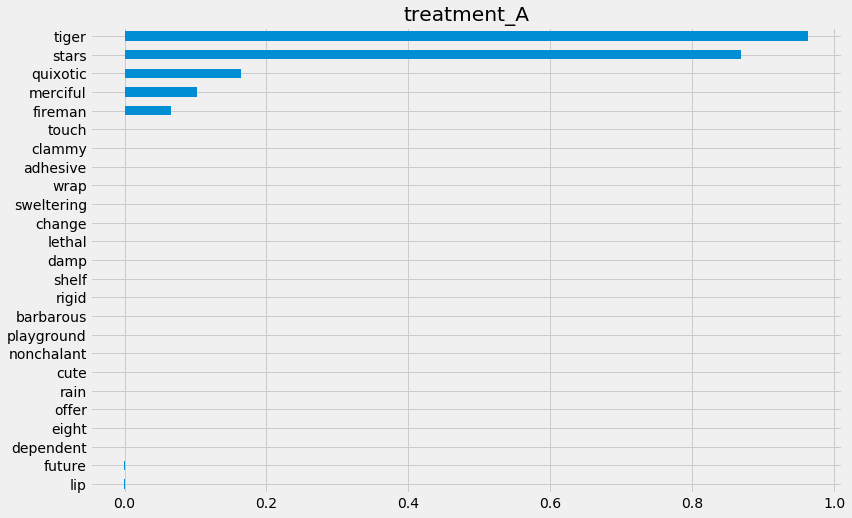 treatment_A
tiger
stars
quixotic
merciful
fireman
touch
clammy
adhesive
wrap
sweltering
change
lethal
damp
shelf
rigid
barbarous
playground
nonchalant
cute
rain
offer
eight
dependent
future
lip
0.0 0.2 0.4 0.6 0.8 1.0